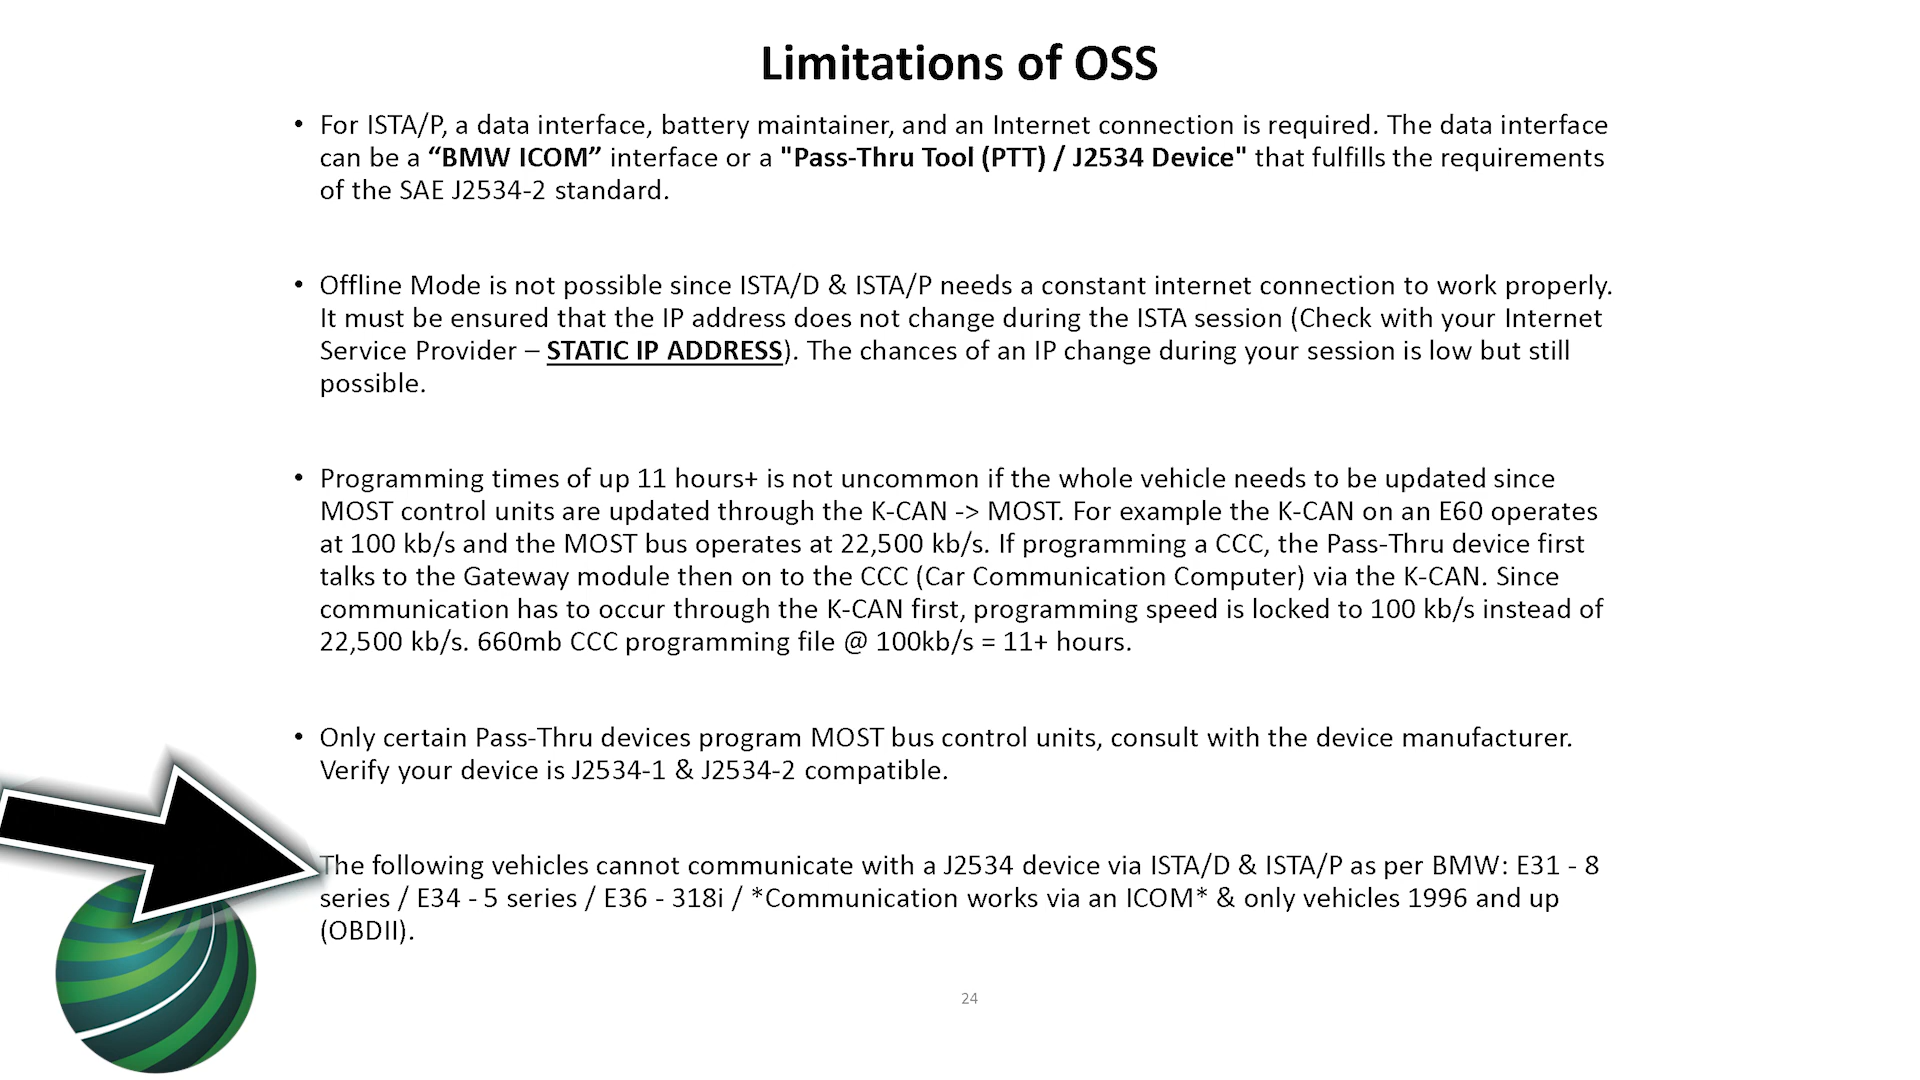 Limitations of OSS
• For ISTA/P, a data interface, battery maintainer, and an Internet connection is required. The data interface
can be a “BMW ICOM” interface or a "Pass-Thru Tool (PTT) / J2534 Device" that fulfills the requirements
of the SAE J2534-2 standard.
• Offline Mode is not possible since ISTA/D & ISTA/P needs a constant internet connection to work properly.
It must be ensured that the IP address does not change during the ISTA session (Check with your Internet
Service Provider – STATIC IP ADDRESS). The chances of an IP change during your session is low but still
possible.
• Programming times of up 11 hours+ is not uncommon if the whole vehicle needs to be updated since
MOST control units are updated through the K-CAN -> MOST. For example the K-CAN on an E60 operates
at 100 kb/s and the MOST bus operates at 22,500 kb/s. If programming a CCC, the Pass-Thru device first
talks to the Gateway module then on to the CCC (Car Communication Computer) via the K-CAN. Since
communication has to occur through the K-CAN first, programming speed is locked to 100 kb/s instead of
22,500 kb/s. 660mb CCC programming file @ 100kb/s = 11+ hours.
• Only certain Pass-Thru devices program MOST bus control units, consult with the device manufacturer.
Verify your device is J2534-1 & J2534-2 compatible.
The following vehicles cannot communicate with a J2534 device via ISTA/D & ISTA/P as per BMW: E31 - 8
series / E34 - 5 series / E36 - 318i / *Communication works via an ICOM* & only vehicles 1996 and up
(OBDII).
24